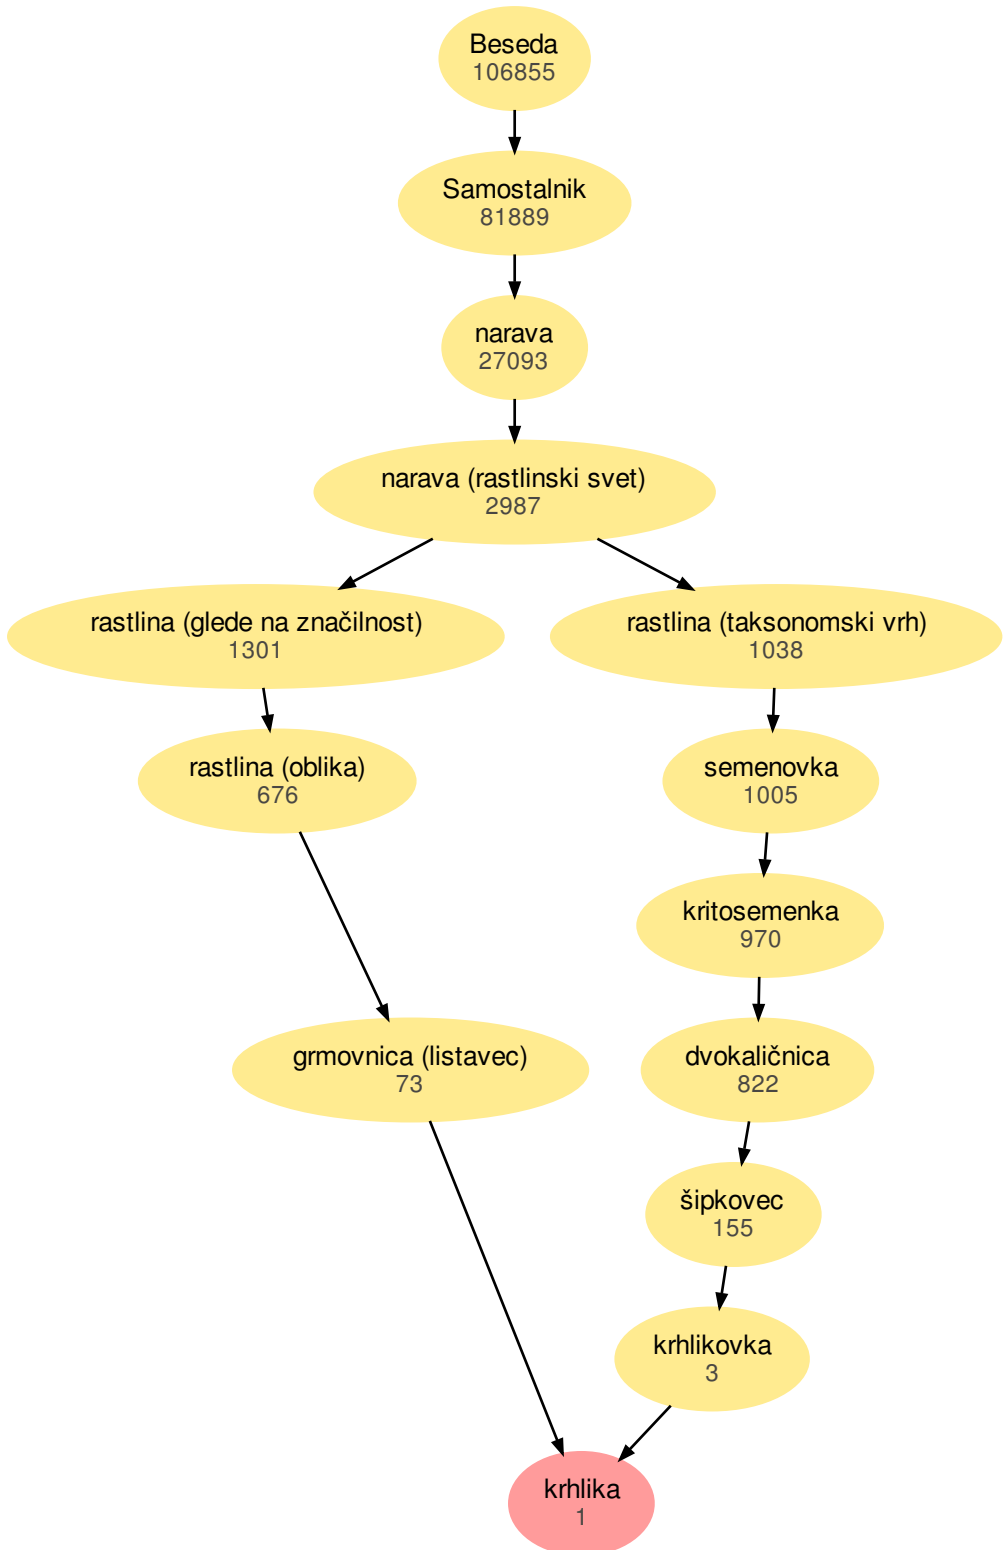 Beseda
106855
Samostalnik
81889
narava
27093
narava (rastlinski svet)
2987
rastlina (glede na značilnost)
1301
rastlina (taksonomski vrh)
1038
rastlina (oblika)
676
semenovka
1005
kritosemenka
970
grmovnica (listavec)
73
dvokaličnica
822
šipkovec
155
krhlikovka
3
krhlika
1